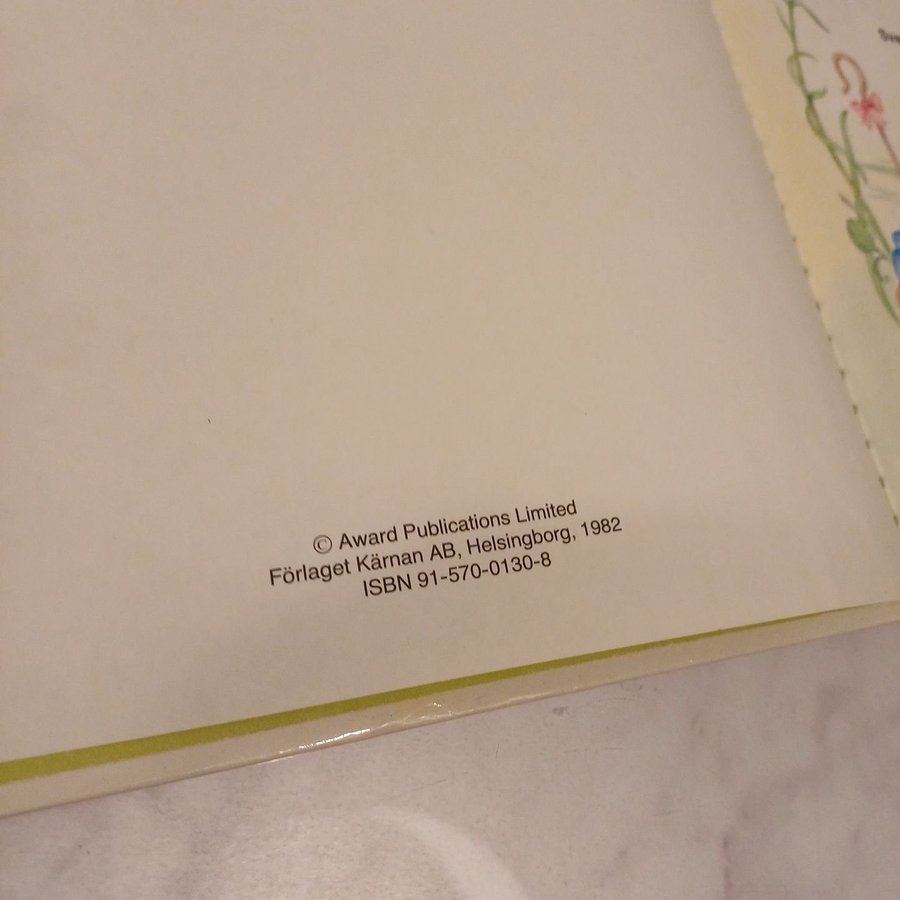 © Award Publications Limited
Förlaget Kärnan AB, Helsingborg, 1982
ISBN 91-570-0130-8